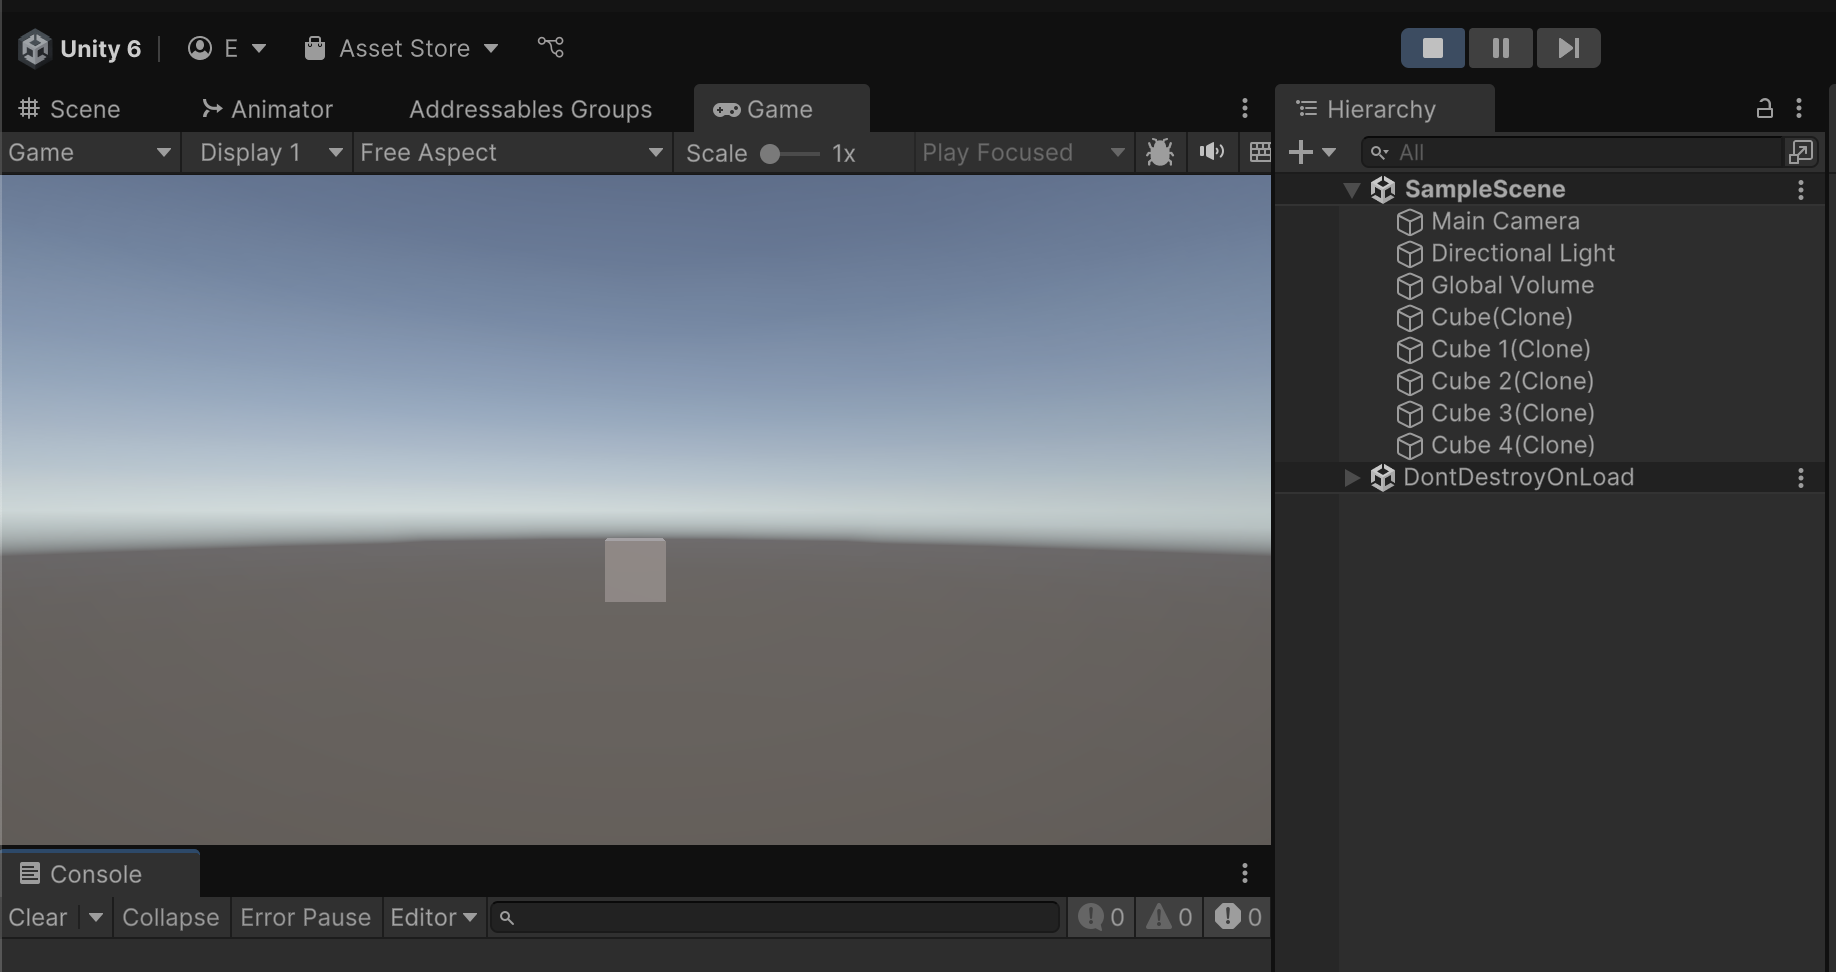 Unity 6 E Asset Store
Scene Animator Addressables Groups Game
Game Display 1 Free Aspect Scale 1x Play Focused
Hierarchy
All
SampleScene
Main Camera
Directional Light
Global Volume
Cube(Clone)
Cube 1(Clone)
Cube 2(Clone)
Cube 3(Clone)
Cube 4(Clone)
DontDestroyOnLoad
Console
Clear Collapse Error Pause Editor 0 0 0